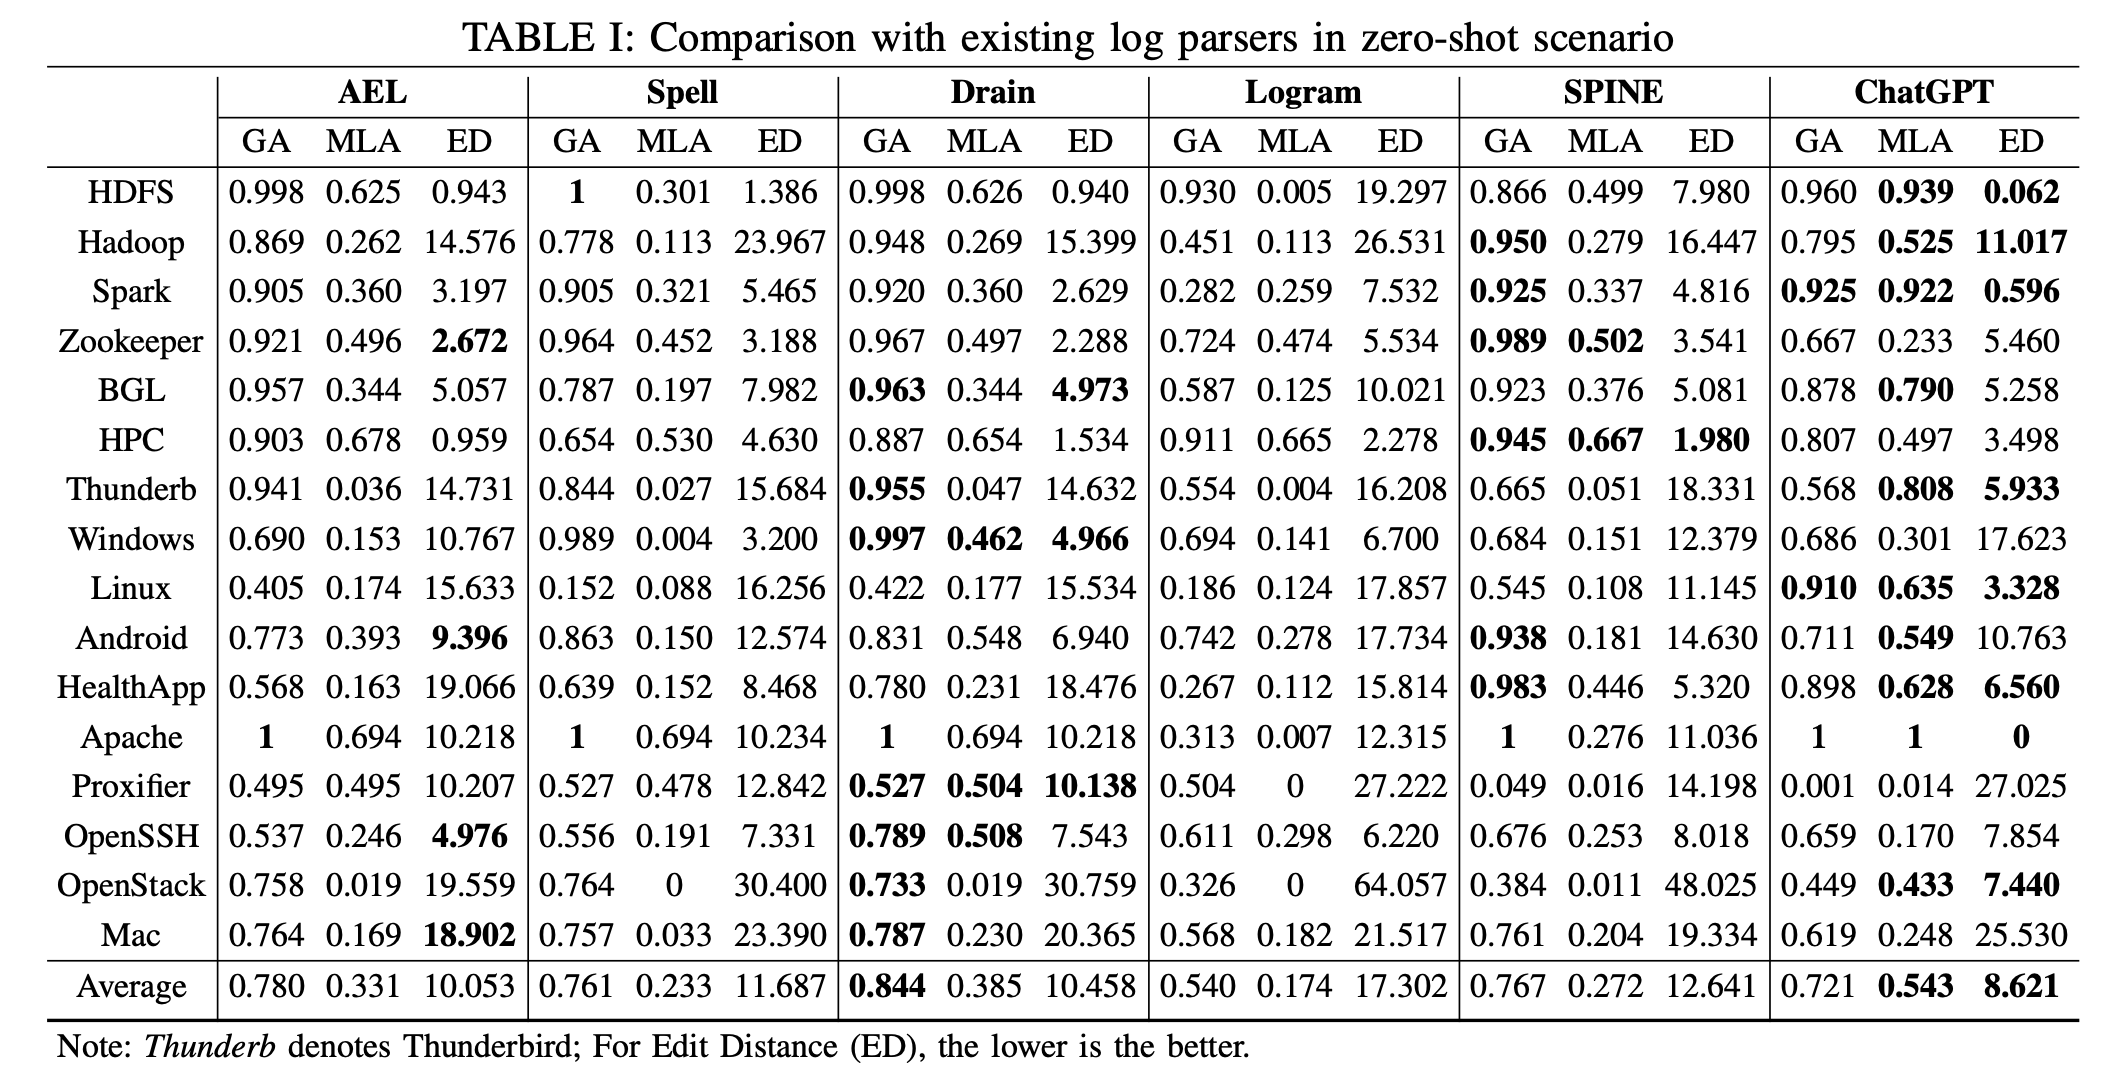 TABLE I: Comparison with existing log parsers in zero-shot scenario
AEL Spell Drain Logram SPINE ChatGPT
GA MLA ED GA MLA ED GA MLA ED GA MLA ED GA MLA ED GA MLA ED
HDFS 0.998 0.625 0.943 1 0.301 1.386 0.998 0.626 0.940 0.930 0.005 19.297 0.866 0.499 7.980 0.960 0.939 0.062
Hadoop 0.869 0.262 14.576 0.778 0.113 23.967 0.948 0.269 15.399 0.451 0.113 26.531 0.950 0.279 16.447 0.795 0.525 11.017
Spark 0.905 0.360 3.197 0.905 0.321 5.465 0.920 0.360 2.629 0.282 0.259 7.532 0.925 0.337 4.816 0.925 0.922 0.596
Zookeeper 0.921 0.496 2.672 0.964 0.452 3.188 0.967 0.497 2.288 0.724 0.474 5.534 0.989 0.502 3.541 0.667 0.233 5.460
BGL 0.957 0.344 5.057 0.787 0.197 7.982 0.963 0.344 4.973 0.587 0.125 10.021 0.923 0.376 5.081 0.878 0.790 5.258
HPC 0.903 0.678 0.959 0.654 0.530 4.630 0.887 0.654 1.534 0.911 0.665 2.278 0.945 0.667 1.980 0.807 0.497 3.498
Thunderb 0.941 0.036 14.731 0.844 0.027 15.684 0.955 0.047 14.632 0.554 0.004 16.208 0.665 0.051 18.331 0.568 0.808 5.933
Windows 0.690 0.153 10.767 0.989 0.004 3.200 0.997 0.462 4.966 0.694 0.141 6.700 0.684 0.151 12.379 0.686 0.301 17.623
Linux 0.405 0.174 15.633 0.152 0.088 16.256 0.422 0.177 15.534 0.186 0.124 17.857 0.545 0.108 11.145 0.910 0.635 3.328
Android 0.773 0.393 9.396 0.863 0.150 12.574 0.831 0.548 6.940 0.742 0.278 17.734 0.938 0.181 14.630 0.711 0.549 10.763
HealthApp 0.568 0.163 19.066 0.639 0.152 8.468 0.780 0.231 18.476 0.267 0.112 15.814 0.983 0.446 5.320 0.898 0.628 6.560
Apache 1 0.694 10.218 1 0.694 10.234 1 0.694 10.218 0.313 0.007 12.315 1 0.276 11.036 1 1 0
Proxifier 0.495 0.495 10.207 0.527 0.478 12.842 0.527 0.504 10.138 0.504 0 27.222 0.049 0.016 14.198 0.001 0.014 27.025
OpenSSH 0.537 0.246 4.976 0.556 0.191 7.331 0.789 0.508 7.543 0.611 0.298 6.220 0.676 0.253 8.018 0.659 0.170 7.854
OpenStack 0.758 0.019 19.559 0.764 0 30.400 0.733 0.019 30.759 0.326 0 64.057 0.384 0.011 48.025 0.449 0.433 7.440
Mac 0.764 0.169 18.902 0.757 0.033 23.390 0.787 0.230 20.365 0.568 0.182 21.517 0.761 0.204 19.334 0.619 0.248 25.530
Average 0.780 0.331 10.053 0.761 0.233 11.687 0.844 0.385 10.458 0.540 0.174 17.302 0.767 0.272 12.641 0.721 0.543 8.621
Note: Thunderb denotes Thunderbird; For Edit Distance (ED), the lower is the better.